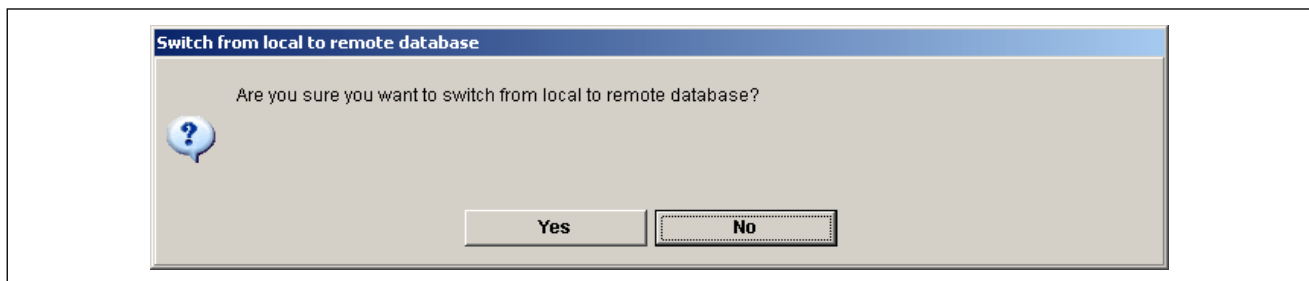 Switch from local to remote database
Are you sure you want to switch from local to remote database?
Yes
No